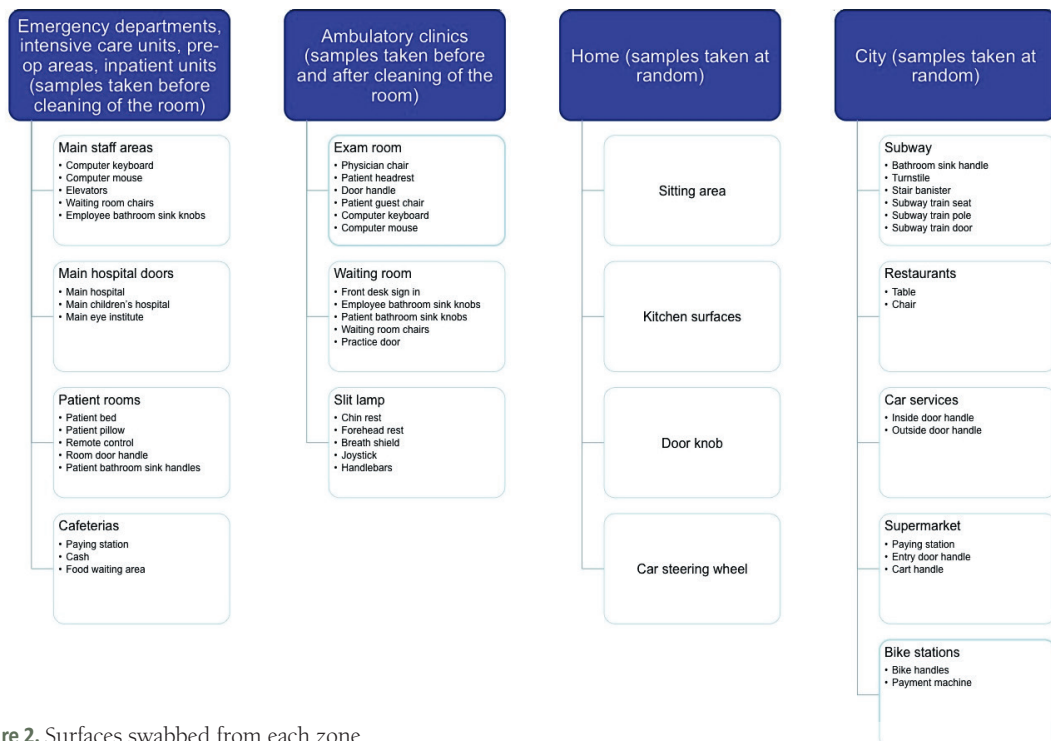 Emergency departments,
intensive care units, pre-
op areas, inpatient units
(samples taken before
cleaning of the room)
Main staff areas
• Computer keyboard
• Computer mouse
• Elevators
• Waiting room chairs
• Employee bathroom sink knobs
Main hospital doors
• Main hospital
• Main children's hospital
• Main eye institute
Patient rooms
• Patient bed
• Patient pillow
• Remote control
• Room door handle
• Patient bathroom sink handles
Cafeterias
• Paying station
• Cash
• Food waiting area
Ambulatory clinics
(samples taken before
and after cleaning of the
room)
Exam room
• Physician chair
• Patient headrest
• Door handle
• Patient guest chair
• Computer keyboard
• Computer mouse
Waiting room
• Front desk sign in
• Employee bathroom sink knobs
• Patient bathroom sink knobs
• Waiting room chairs
• Practice door
Slit lamp
• Chin rest
• Forehead rest
• Breath shield
• Joystick
• Handlebars
Home (samples taken at
random)
Sitting area
Kitchen surfaces
Door knob
Car steering wheel
City (samples taken at
random)
Subway
• Bathroom sink handle
• Turnstile
• Stair banister
• Subway train seat
• Subway train pole
• Subway train door
Restaurants
• Table
• Chair
Car services
• Inside door handle
• Outside door handle
Supermarket
• Paying station
• Entry door handle
• Cart handle
Bike stations
• Bike handles
• Payment machine
re 2. Surfaces swabbed from each zone